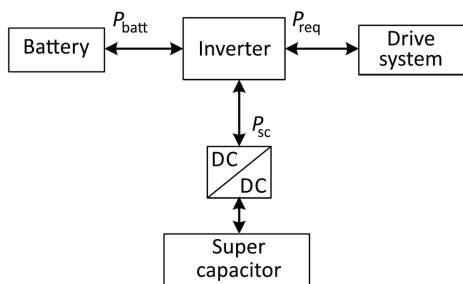 P_batt
P_req
Battery
Inverter
Drive
system
P_sc
DC
DC
Super
capacitor